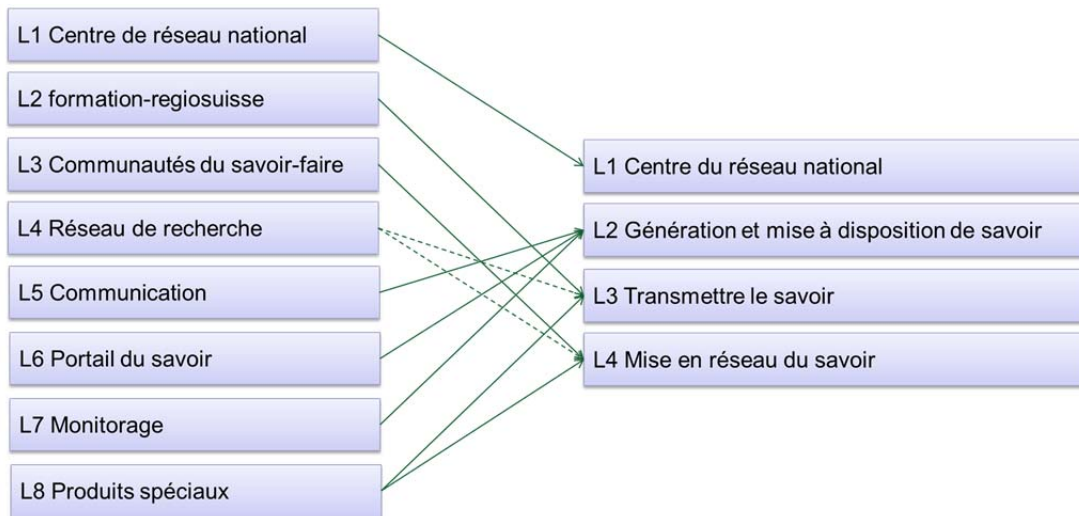 L1 Centre de réseau national
L2 formation-regiosuisse
L3 Communautés du savoir-faire
L4 Réseau de recherche
L5 Communication
L6 Portail du savoir
L7 Monitorage
L8 Produits spéciaux
L1 Centre du réseau national
L2 Génération et mise à disposition de savoir
L3 Transmettre le savoir
L4 Mise en réseau du savoir